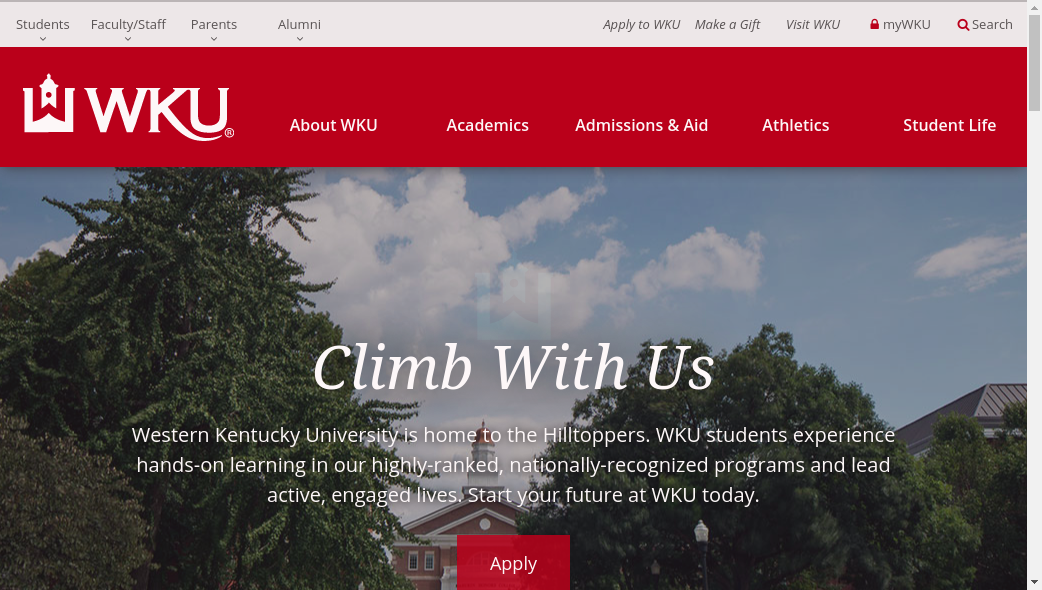 Students Faculty/Staff Parents Alumni Apply to WKU Make a Gift Visit WKU myWKU Search
WKU®
About WKU Academics Admissions & Aid Athletics Student Life
Climb With Us
Western Kentucky University is home to the Hilltoppers. WKU students experience
hands-on learning in our highly-ranked, nationally-recognized programs and lead
active, engaged lives. Start your future at WKU today.
Apply